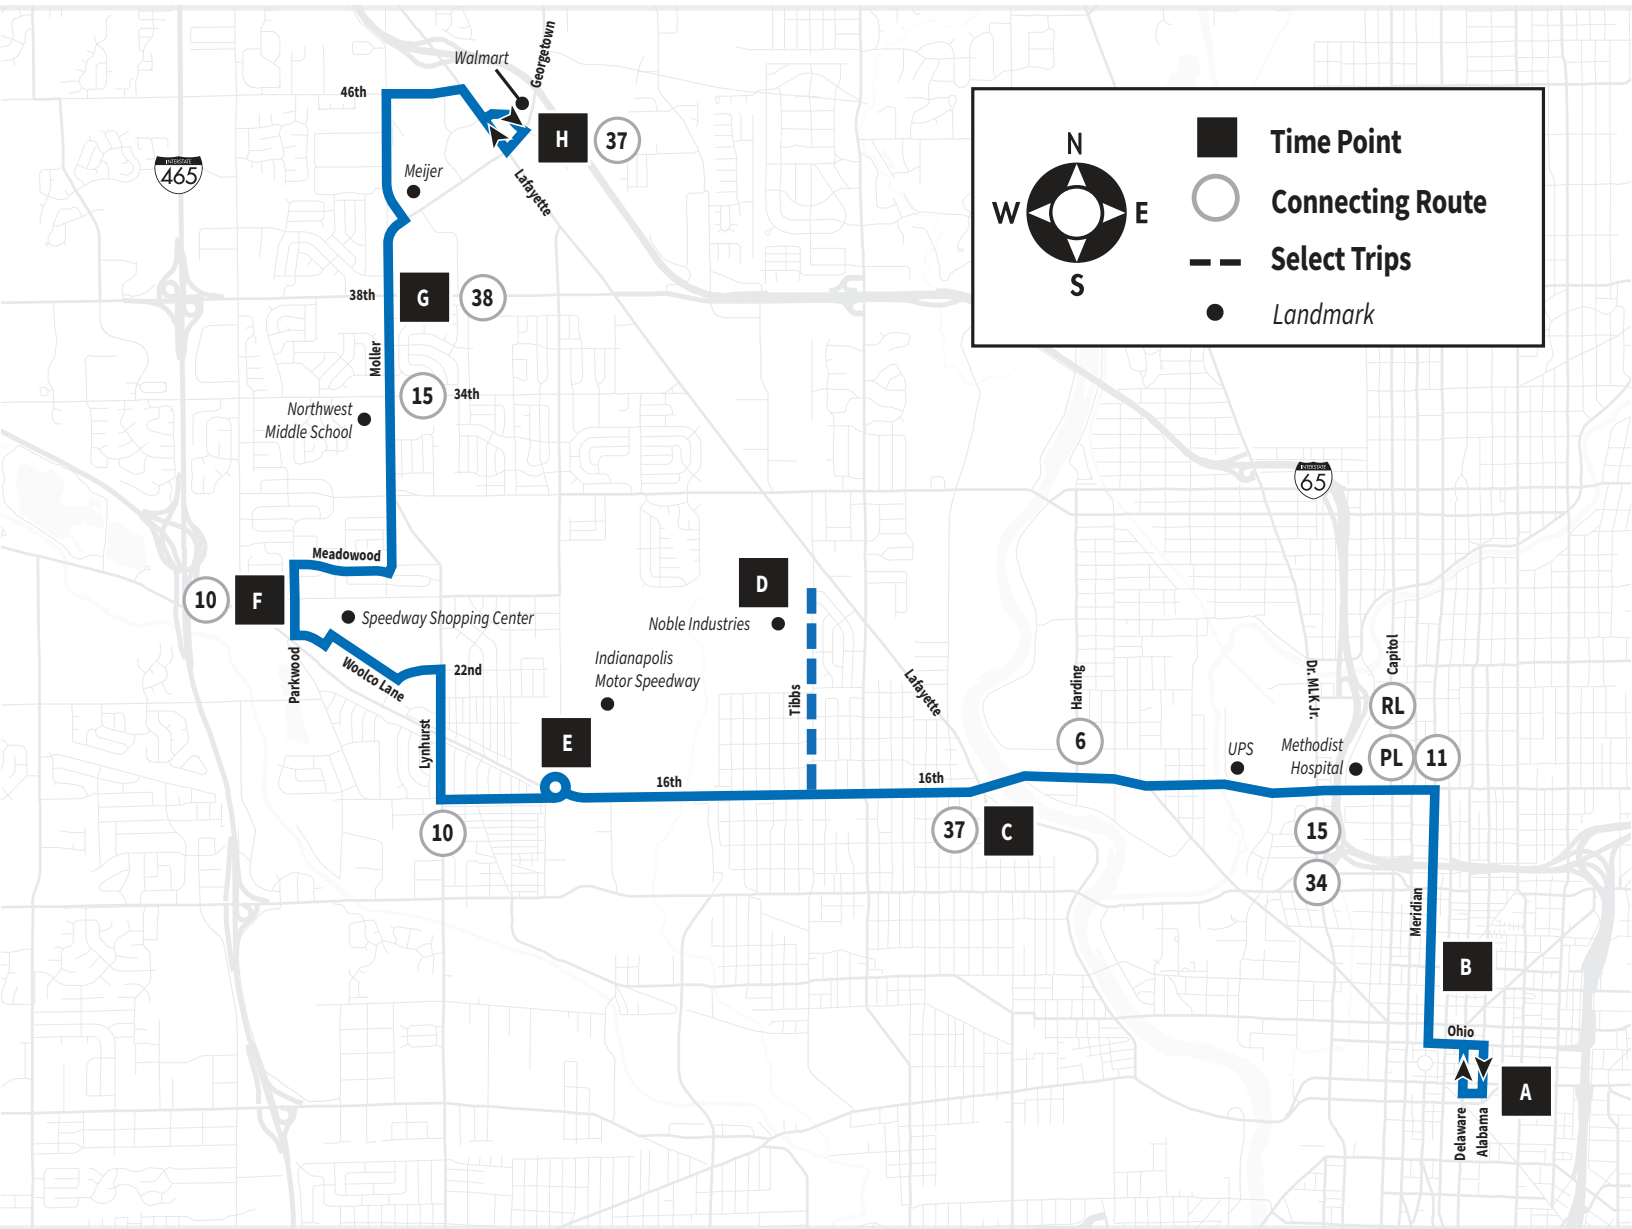 Walmart
Georgetown
46th
H
37
INTERSTATE
465
Meijer
Lafayette
N
W
E
S
Time Point
Connecting Route
Select Trips
Landmark
38th
G
38
Moller
15
34th
Northwest
Middle School
INTERSTATE
65
Meadowood
10
F
Speedway Shopping Center
D
Noble Industries
Parkwood
Woolco Lane
22nd
Indianapolis
Motor Speedway
Tibbs
Lafayette
Harding
Dr. MLK Jr.
Capitol
RL
Lynhurst
E
6
UPS
Methodist
Hospital
PL
11
16th
16th
10
37
C
15
34
Meridian
B
Ohio
A
Delaware
Alabama